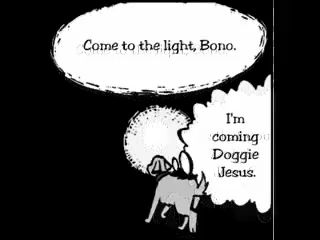 Come to the light, Bono.
I'm
coming
Doggie
Jesus.